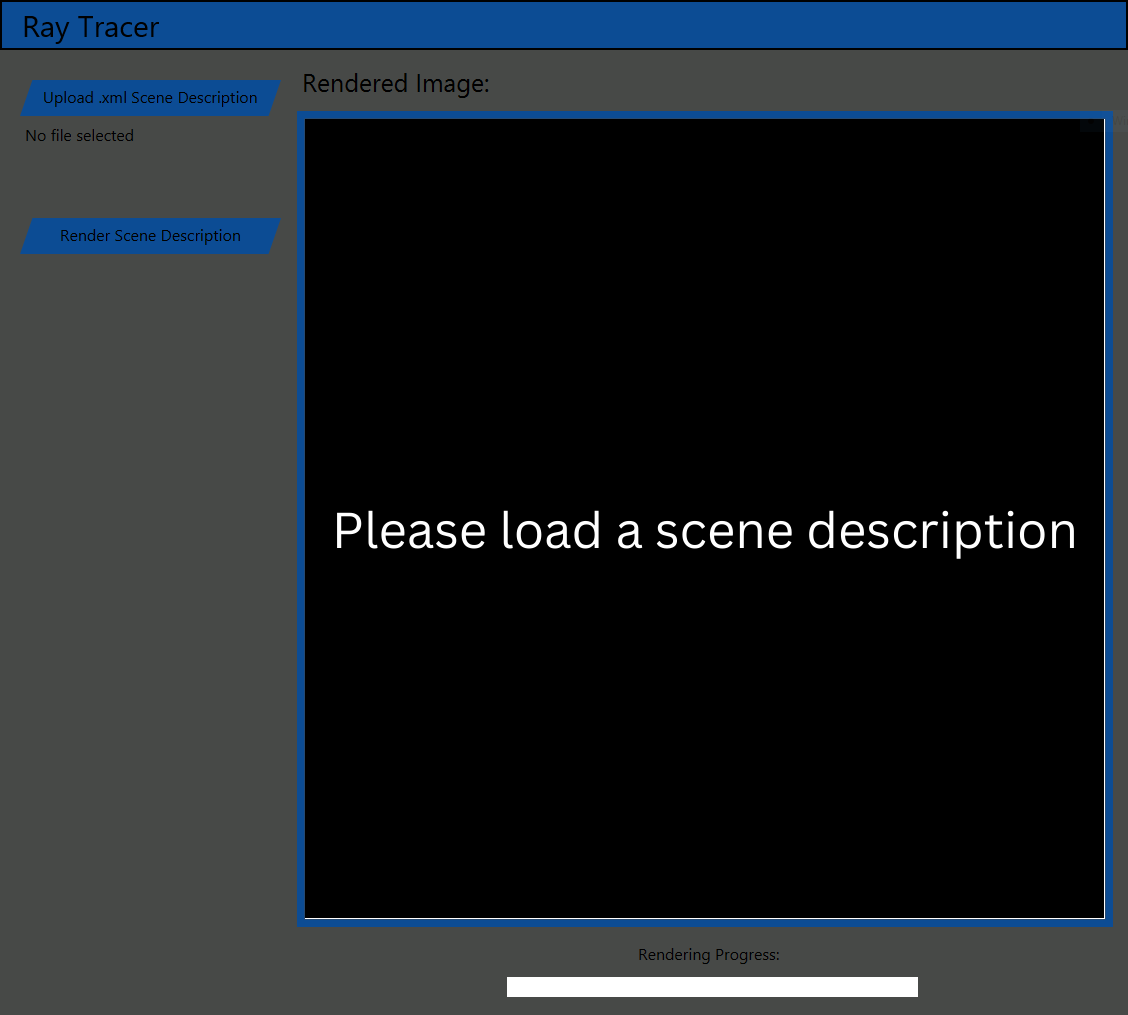 Ray Tracer
Upload .xml Scene Description
No file selected
Render Scene Description
Rendered Image:
Please load a scene description
Rendering Progress: